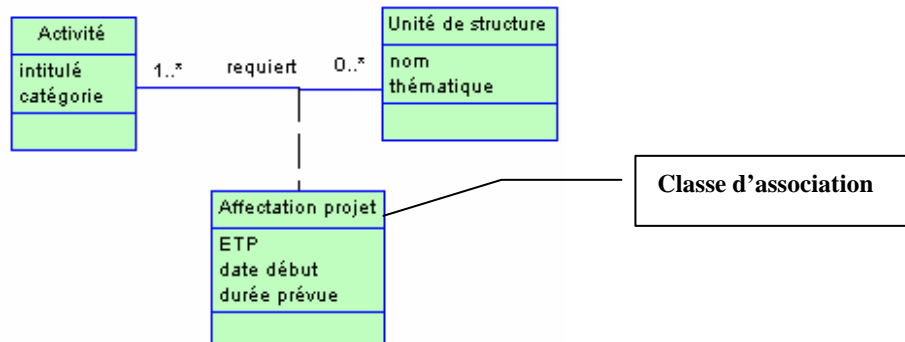 Activité
intitulé
catégorie
1..*
requiert
0..*
Unité de structure
nom
thématique
Affectation projet
ETP
date début
durée prévue
Classe d'association